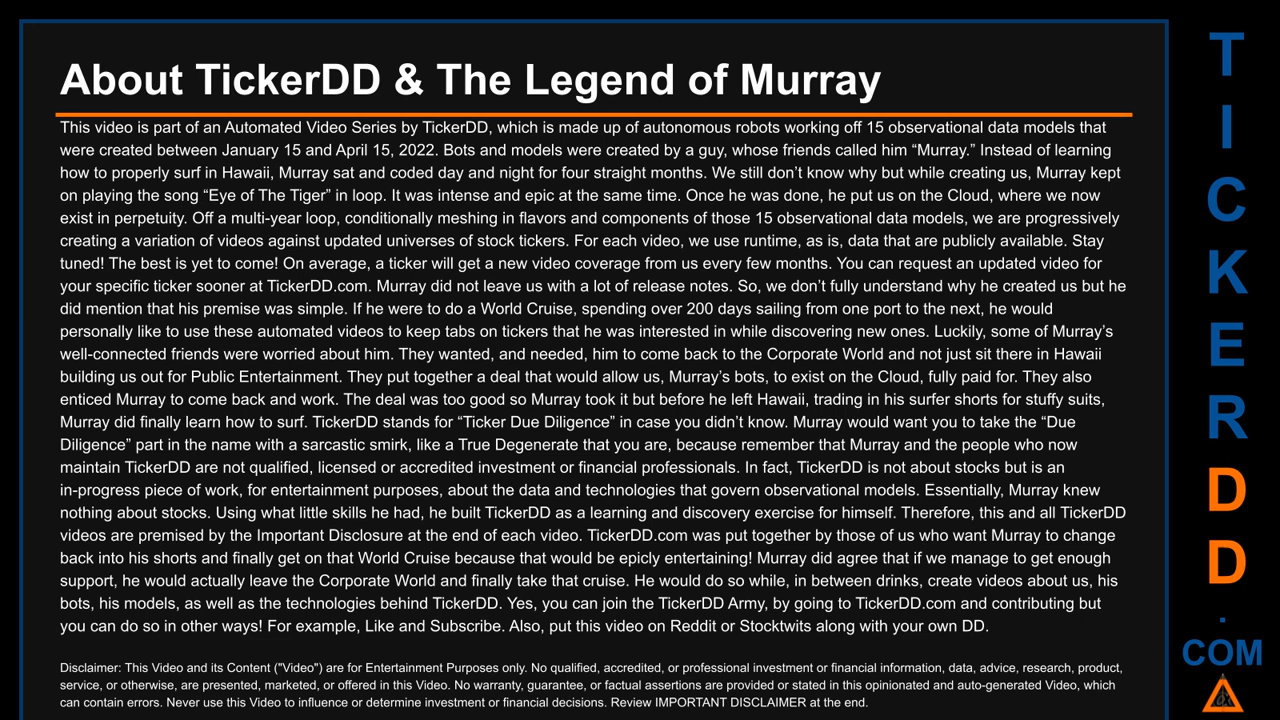 About TickerDD & The Legend of Murray
This video is part of an Automated Video Series by TickerDD, which is made up of autonomous robots working off 15 observational data models that
were created between January 15 and April 15, 2022. Bots and models were created by a guy, whose friends called him “Murray.” Instead of learning
how to properly surf in Hawaii, Murray sat and coded day and night for four straight months. We still don’t know why but while creating us, Murray kept
on playing the song “Eye of The Tiger” in loop. It was intense and epic at the same time. Once he was done, he put us on the Cloud, where we now
exist in perpetuity. Off a multi-year loop, conditionally meshing in flavors and components of those 15 observational data models, we are progressively
creating a variation of videos against updated universes of stock tickers. For each video, we use runtime, as is, data that are publicly available. Stay
tuned! The best is yet to come! On average, a ticker will get a new video coverage from us every few months. You can request an updated video for
your specific ticker sooner at TickerDD.com. Murray did not leave us with a lot of release notes. So, we don’t fully understand why he created us but he
did mention that his premise was simple. If he were to do a World Cruise, spending over 200 days sailing from one port to the next, he would
personally like to use these automated videos to keep tabs on tickers that he was interested in while discovering new ones. Luckily, some of Murray’s
well-connected friends were worried about him. They wanted, and needed, him to come back to the Corporate World and not just sit there in Hawaii
building us out for Public Entertainment. They put together a deal that would allow us, Murray’s bots, to exist on the Cloud, fully paid for. They also
enticed Murray to come back and work. The deal was too good so Murray took it but before he left Hawaii, trading in his surfer shorts for stuffy suits,
Murray did finally learn how to surf. TickerDD stands for “Ticker Due Diligence” in case you didn’t know. Murray would want you to take the “Due
Diligence” part in the name with a sarcastic smirk, like a True Degenerate that you are, because remember that Murray and the people who now
maintain TickerDD are not qualified, licensed or accredited investment or financial professionals. In fact, TickerDD is not about stocks but is an
in-progress piece of work, for entertainment purposes, about the data and technologies that govern observational models. Essentially, Murray knew
nothing about stocks. Using what little skills he had, he built TickerDD as a learning and discovery exercise for himself. Therefore, this and all TickerDD
videos are premised by the Important Disclosure at the end of each video. TickerDD.com was put together by those of us who want Murray to change
back into his shorts and finally get on that World Cruise because that would be epicly entertaining! Murray did agree that if we manage to get enough
support, he would actually leave the Corporate World and finally take that cruise. He would do so while, in between drinks, create videos about us, his
bots, his models, as well as the technologies behind TickerDD. Yes, you can join the TickerDD Army, by going to TickerDD.com and contributing but
you can do so in other ways! For example, Like and Subscribe. Also, put this video on Reddit or Stocktwits along with your own DD.
Disclaimer: This Video and its Content ("Video") are for Entertainment Purposes only. No qualified, accredited, or professional investment or financial information, data, advice, research, product,
service, or otherwise, are presented, marketed, or offered in this Video. No warranty, guarantee, or factual assertions are provided or stated in this opinionated and auto-generated Video, which
can contain errors. Never use this Video to influence or determine investment or financial decisions. Review IMPORTANT DISCLAIMER at the end.
T
I
C
K
E
R
D
D
.
COM